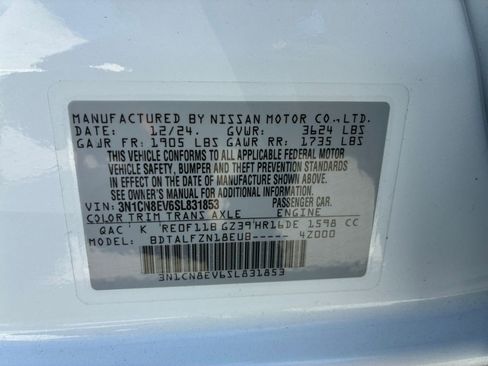 MANUFACTURED BY NISSAN MOTOR CO.,LTD.
DATE: 12/24. GVWR: 3624 LBS
GAWR FR: 1905 LBS GAWR RR: 1735 LBS
THIS VEHICLE CONFORMS TO ALL APPLICABLE FEDERAL MOTOR
VEHICLE SAFETY, BUMPER AND THEFT PREVENTION STANDARDS
IN EFFECT ON THE DATE OF MANUFACTURE SHOWN ABOVE.
SEE OWNER'S MANUAL FOR ADDITIONAL INFORMATION.
VIN: 3N1CN8EV6SL831853 PASSENGER CAR.
COLOR TRIM TRANS AXLE ENGINE
QAC K RE0F11B GZ39 HR16DE 1598 CC
MODEL: BDTALFZN18EUB----- 4Z000
3N1CN8EV6SL831853